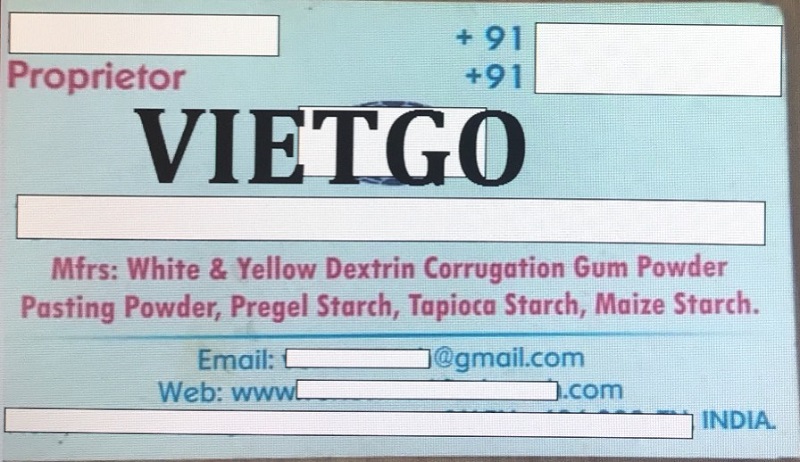 + 91
Proprietor +91
VIETGO
Mfrs: White & Yellow Dextrin Corrugation Gum Powder
Pasting Powder, Pregel Starch, Tapioca Starch, Maize Starch.
Email: @gmail.com
Web: www .com
INDIA.